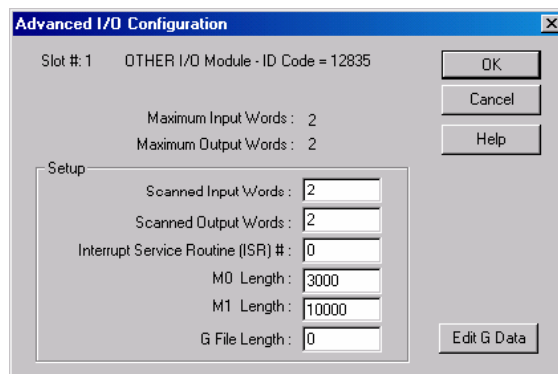 Advanced I/O Configuration
Slot #: 1 OTHER I/O Module - ID Code = 12835
OK
Cancel
Maximum Input Words : 2
Help
Maximum Output Words : 2
Setup
Scanned Input Words : 2
Scanned Output Words : 2
Interrupt Service Routine (ISR) # : 0
M0 Length : 3000
M1 Length : 10000
G File Length : 0
Edit G Data